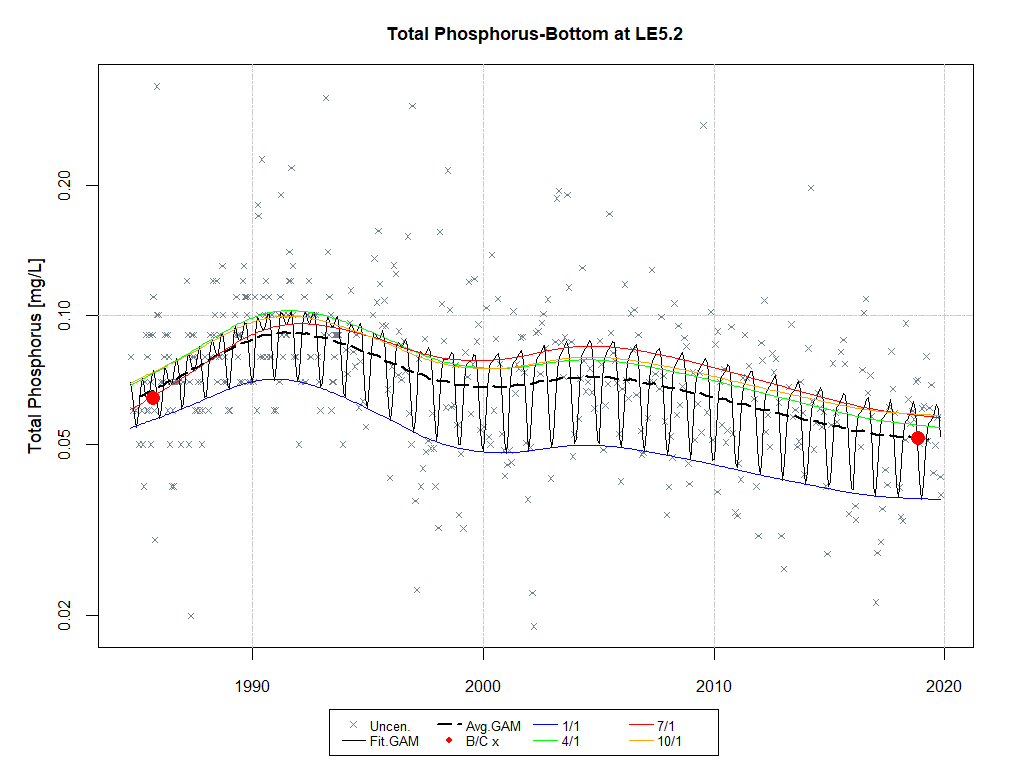 Total Phosphorus-Bottom at LE5.2
Total Phosphorus [mg/L]
0.20
0.10
0.05
0.02
1990 2000 2010 2020
Uncen. Avg.GAM 1/1 7/1
Fit.GAM B/C x 4/1 10/1